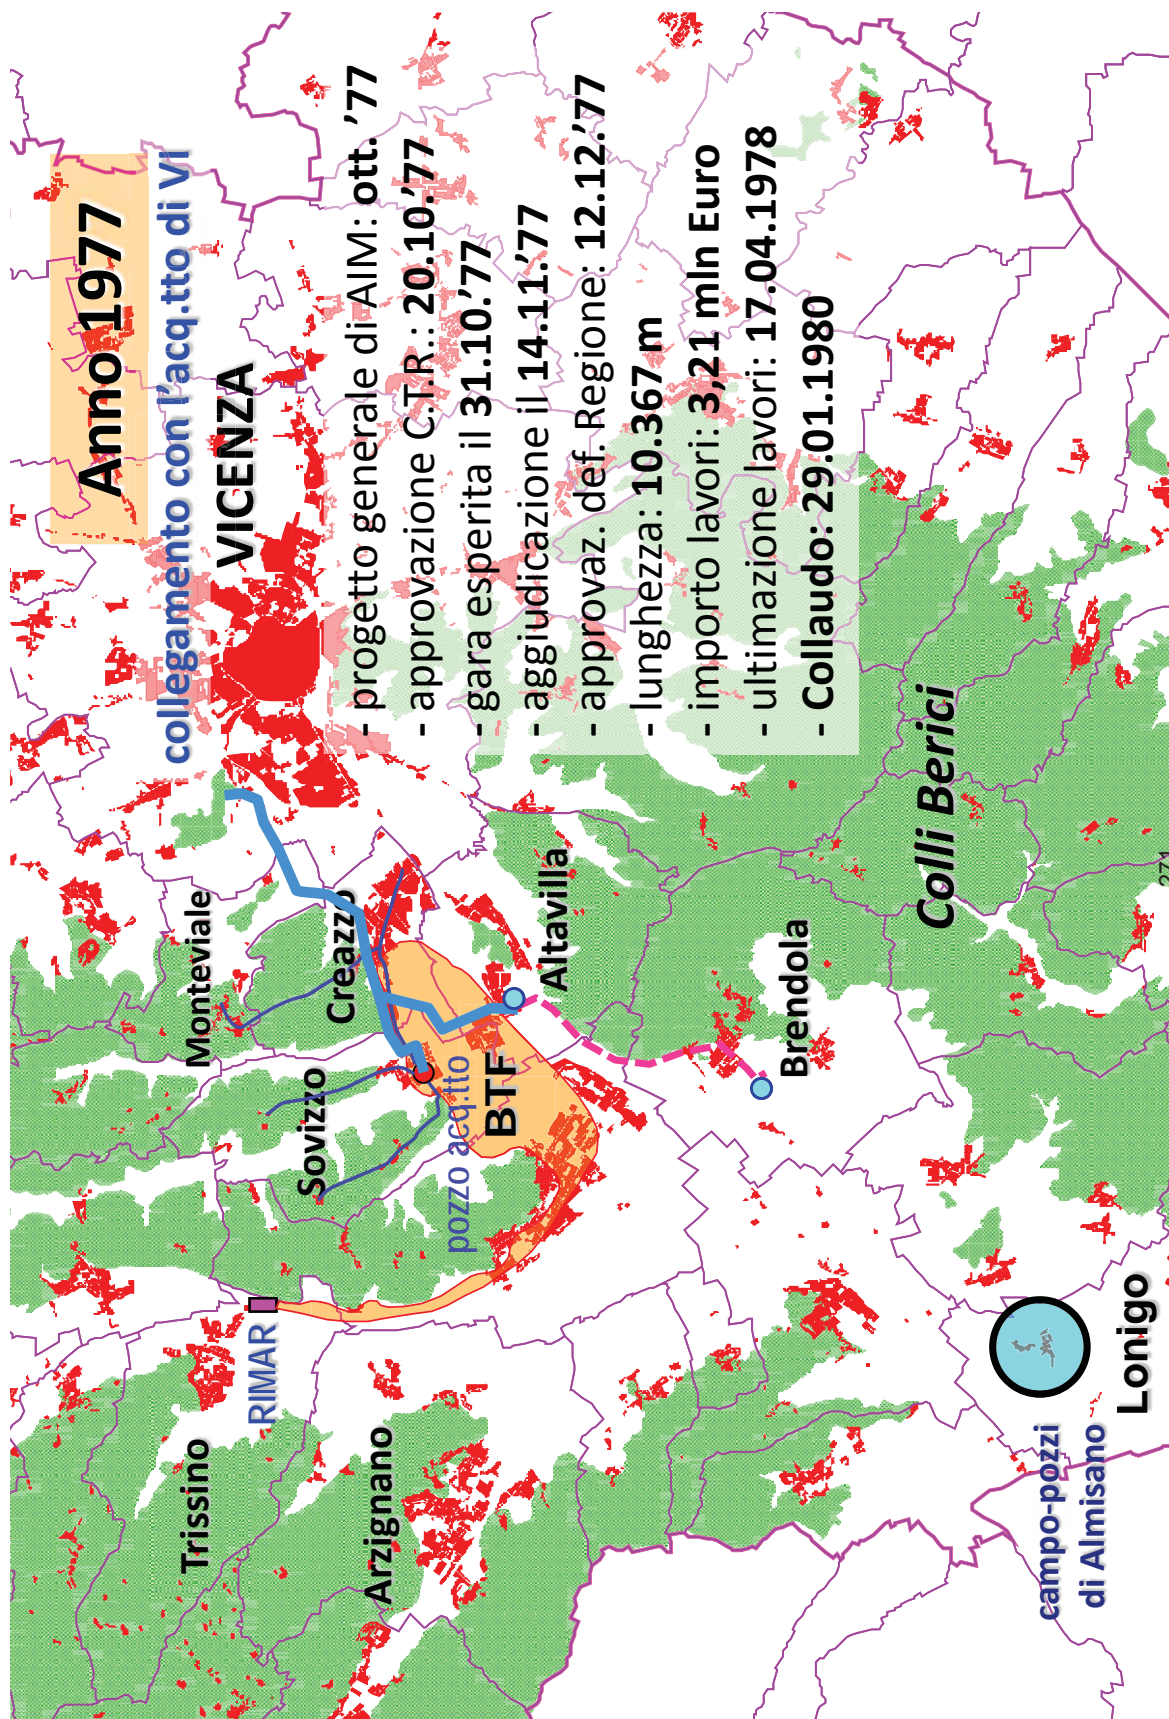 Anno 1977
collegamento con l'acq.tto di Vi
VICENZA
- progetto generale di AIM: ott. '77
- approvazione C.T.R.: 20.10.'77
- gara esperita il 31.10.'77
- aggiudicazione il 14.11.'77
- approvaz. def. Regione: 12.12.'77
- lunghezza: 10.367 m
- importo lavori: 3,21 mln Euro
- ultimazione lavori: 17.04.1978
- Collaudo. 29.01.1980
Monteviale
Creazzo
Sovizzo
Altavilla
pozzo acq.tto
BTF
Brendola
Colli Berici
RIMAR
Trissino
Arzignano
Lonigo
campo-pozzi
di Almisano